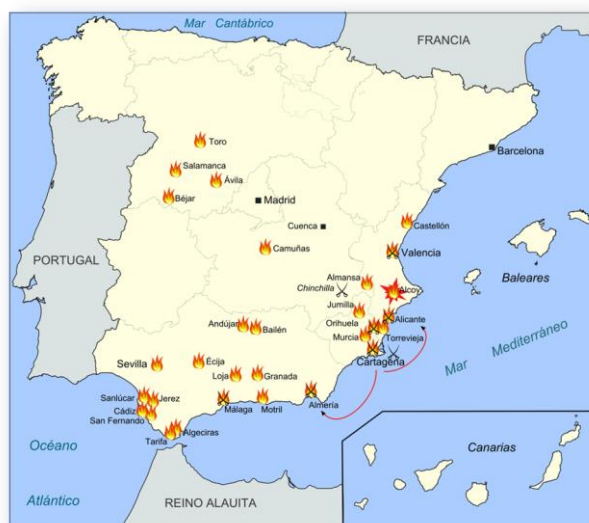 Mar Cantábrico
FRANCIA
Toro
Barcelona
Salamanca
Ávila
Béjar
Madrid
Cuenca
Castellón
Camuñas
Valencia
PORTUGAL
Baleares
Almansa
Chinchilla
Alcoy
Jumilla
Orihuela
Alicante
Andújar
Bailén
Murcia
Torrevieja
Mar Mediterráneo
Cartagena
Sevilla
Écija
Loja
Granada
Sanlúcar
Jerez
Cádiz
San Fernando
Málaga
Motril
Almería
Tarifa
Algeciras
Océano
Atlántico
Canarias
REINO ALAUITA